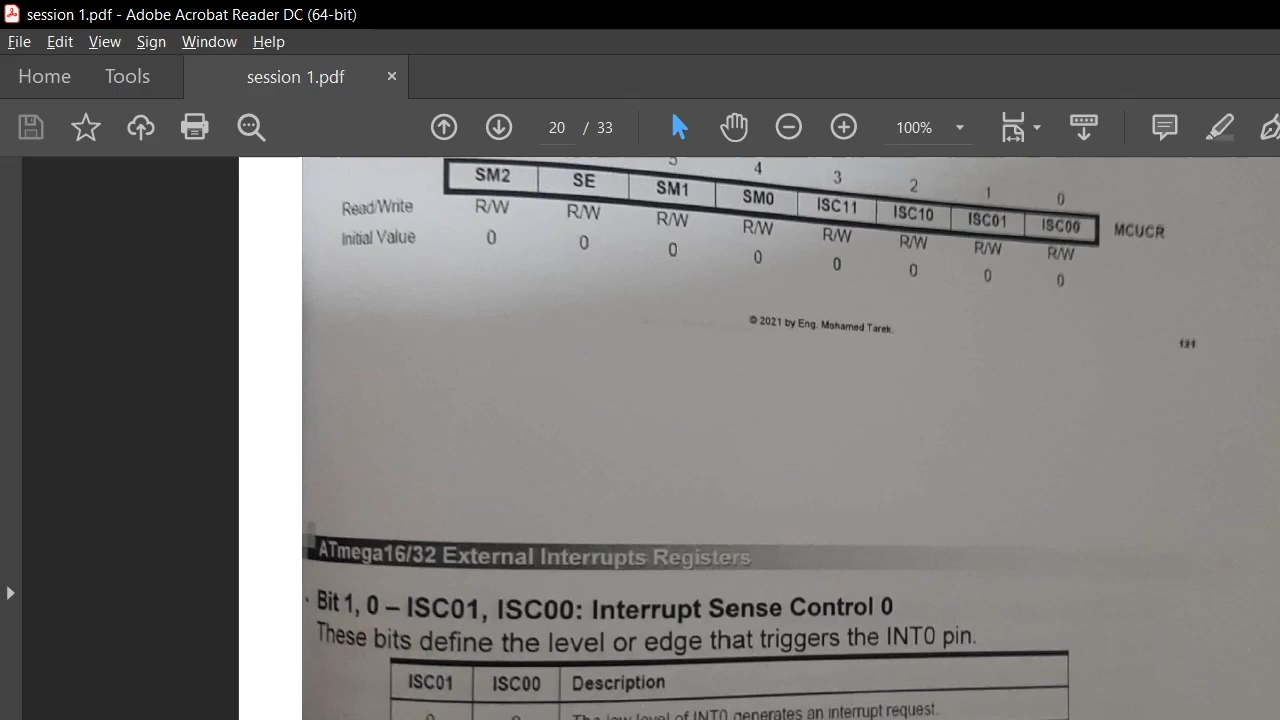 session 1.pdf - Adobe Acrobat Reader DC (64-bit)
File Edit View Sign Window Help
Home Tools session 1.pdf ×
20 / 33 100%
5 4 3 2 1 0
SM2 SE SM1 SM0 ISC11 ISC10 ISC01 ISC00 MCUCR
Read/Write R/W R/W R/W R/W R/W R/W R/W R/W
Initial Value 0 0 0 0 0 0 0 0
© 2021 by Eng. Mohamed Tarek.
121
ATmega16/32 External Interrupts Registers
· Bit 1, 0 – ISC01, ISC00: Interrupt Sense Control 0
These bits define the level or edge that triggers the INT0 pin.
ISC01 ISC00 Description
0 0 The low level of INT0 generates an interrupt request.